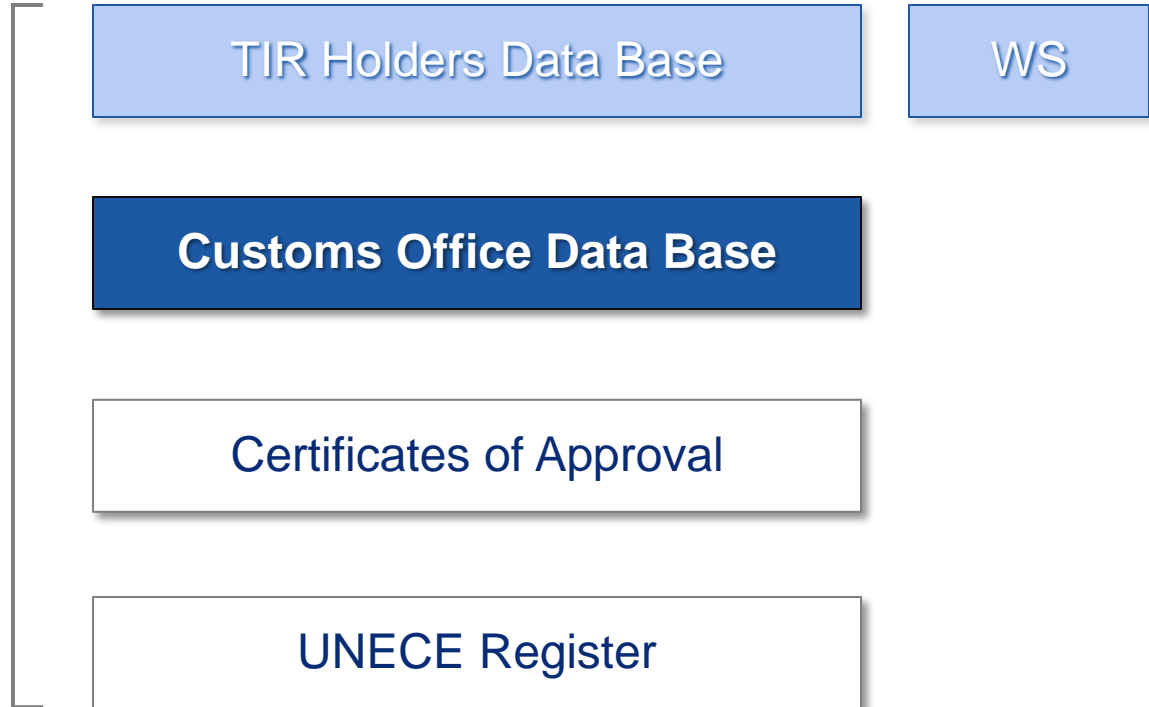 TIR Holders Data Base
WS
Customs Office Data Base
Certificates of Approval
UNECE Register